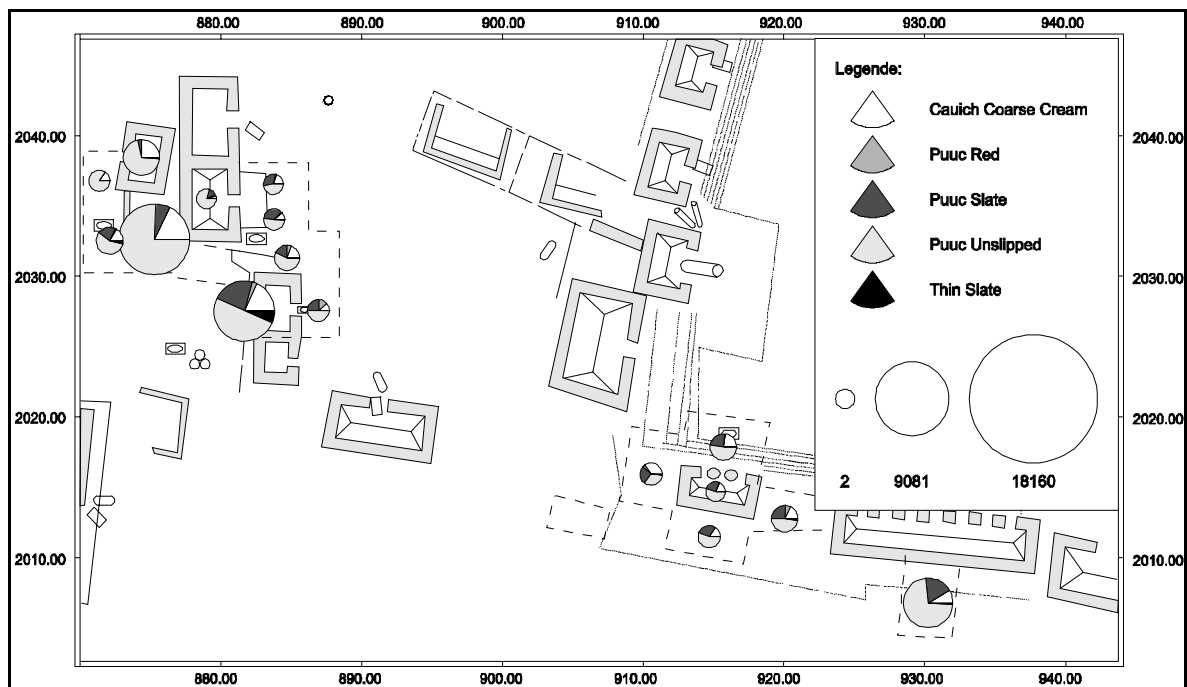 880.00 890.00 900.00 910.00 920.00 930.00 940.00
Legende:
Cauich Coarse Cream
2040.00 2040.00
Puuc Red
Puuc Slate
Puuc Unslipped
2030.00 2030.00
Thin Slate
2020.00 2020.00
2 9081 18160
2010.00 2010.00
880.00 890.00 900.00 910.00 920.00 930.00 940.00